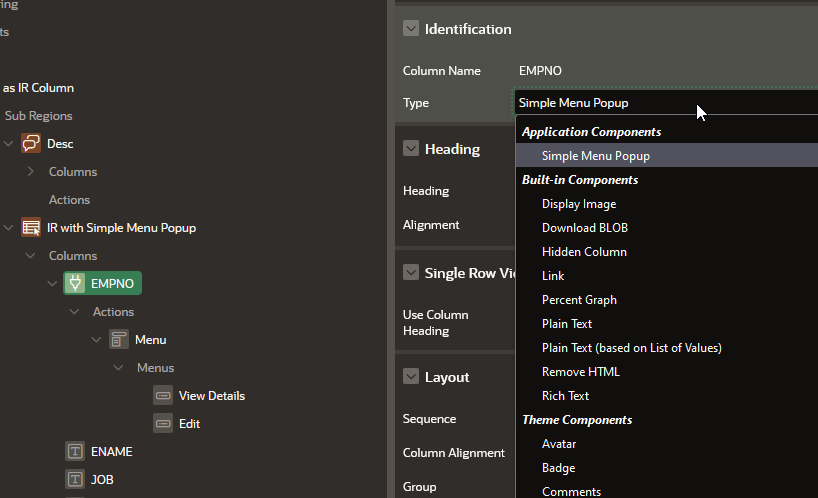 ring
ts
as IR Column
Sub Regions
Desc
Columns
Actions
IR with Simple Menu Popup
Columns
EMPNO
Actions
Menu
Menus
View Details
Edit
ENAME
JOB
Identification
Column Name EMPNO
Type Simple Menu Popup
Application Components
Simple Menu Popup
Built-in Components
Display Image
Download BLOB
Hidden Column
Link
Percent Graph
Plain Text
Plain Text (based on List of Values)
Remove HTML
Rich Text
Theme Components
Avatar
Badge
Comments
Heading
Heading
Alignment
Single Row Vi
Use Column
Heading
Layout
Sequence
Column Alignment
Group